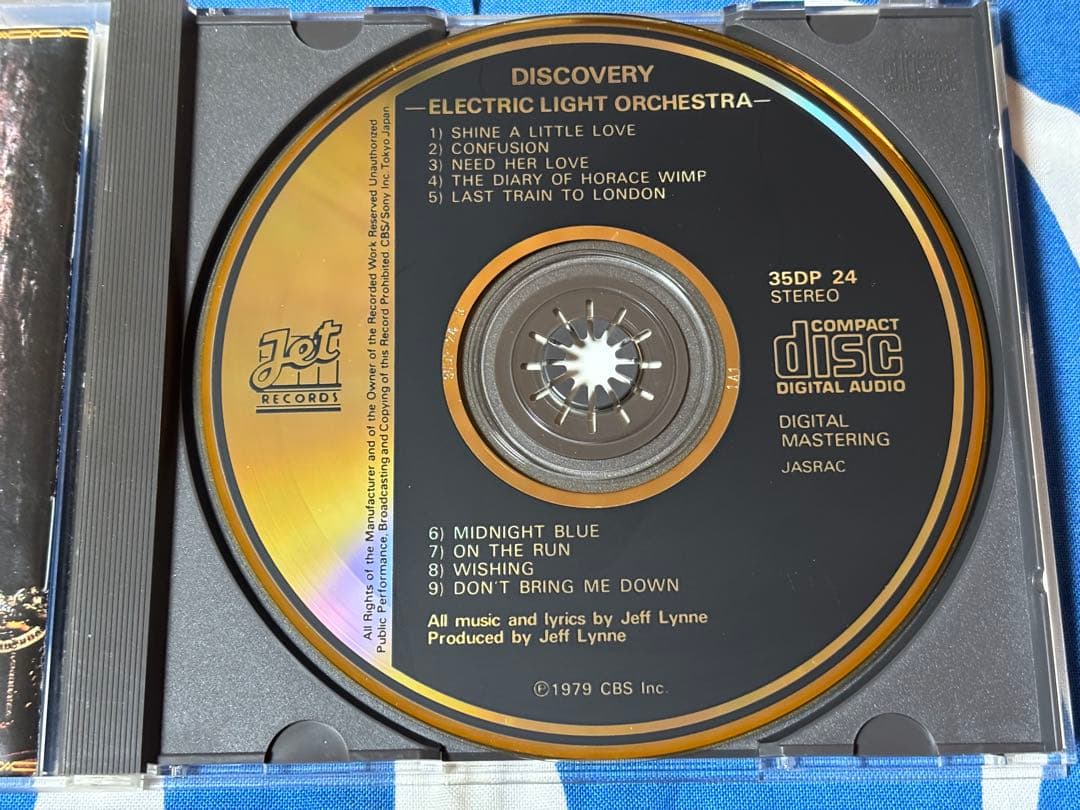 DISCOVERY
—ELECTRIC LIGHT ORCHESTRA—
1) SHINE A LITTLE LOVE
2) CONFUSION
3) NEED HER LOVE
4) THE DIARY OF HORACE WIMP
5) LAST TRAIN TO LONDON
35DP 24
STEREO
COMPACT
disc
DIGITAL AUDIO
DIGITAL
MASTERING
JASRAC
Jet
RECORDS
All Rights of the Manufacturer and of the Owner of the Recorded Work Reserved Unauthorized
Public Performance, Broadcasting and Copying of this Record Prohibited. CBS/Sony Inc. Tokyo Japan
1A1
6) MIDNIGHT BLUE
7) ON THE RUN
8) WISHING
9) DON'T BRING ME DOWN
All music and lyrics by Jeff Lynne
Produced by Jeff Lynne
Ⓟ1979 CBS Inc.